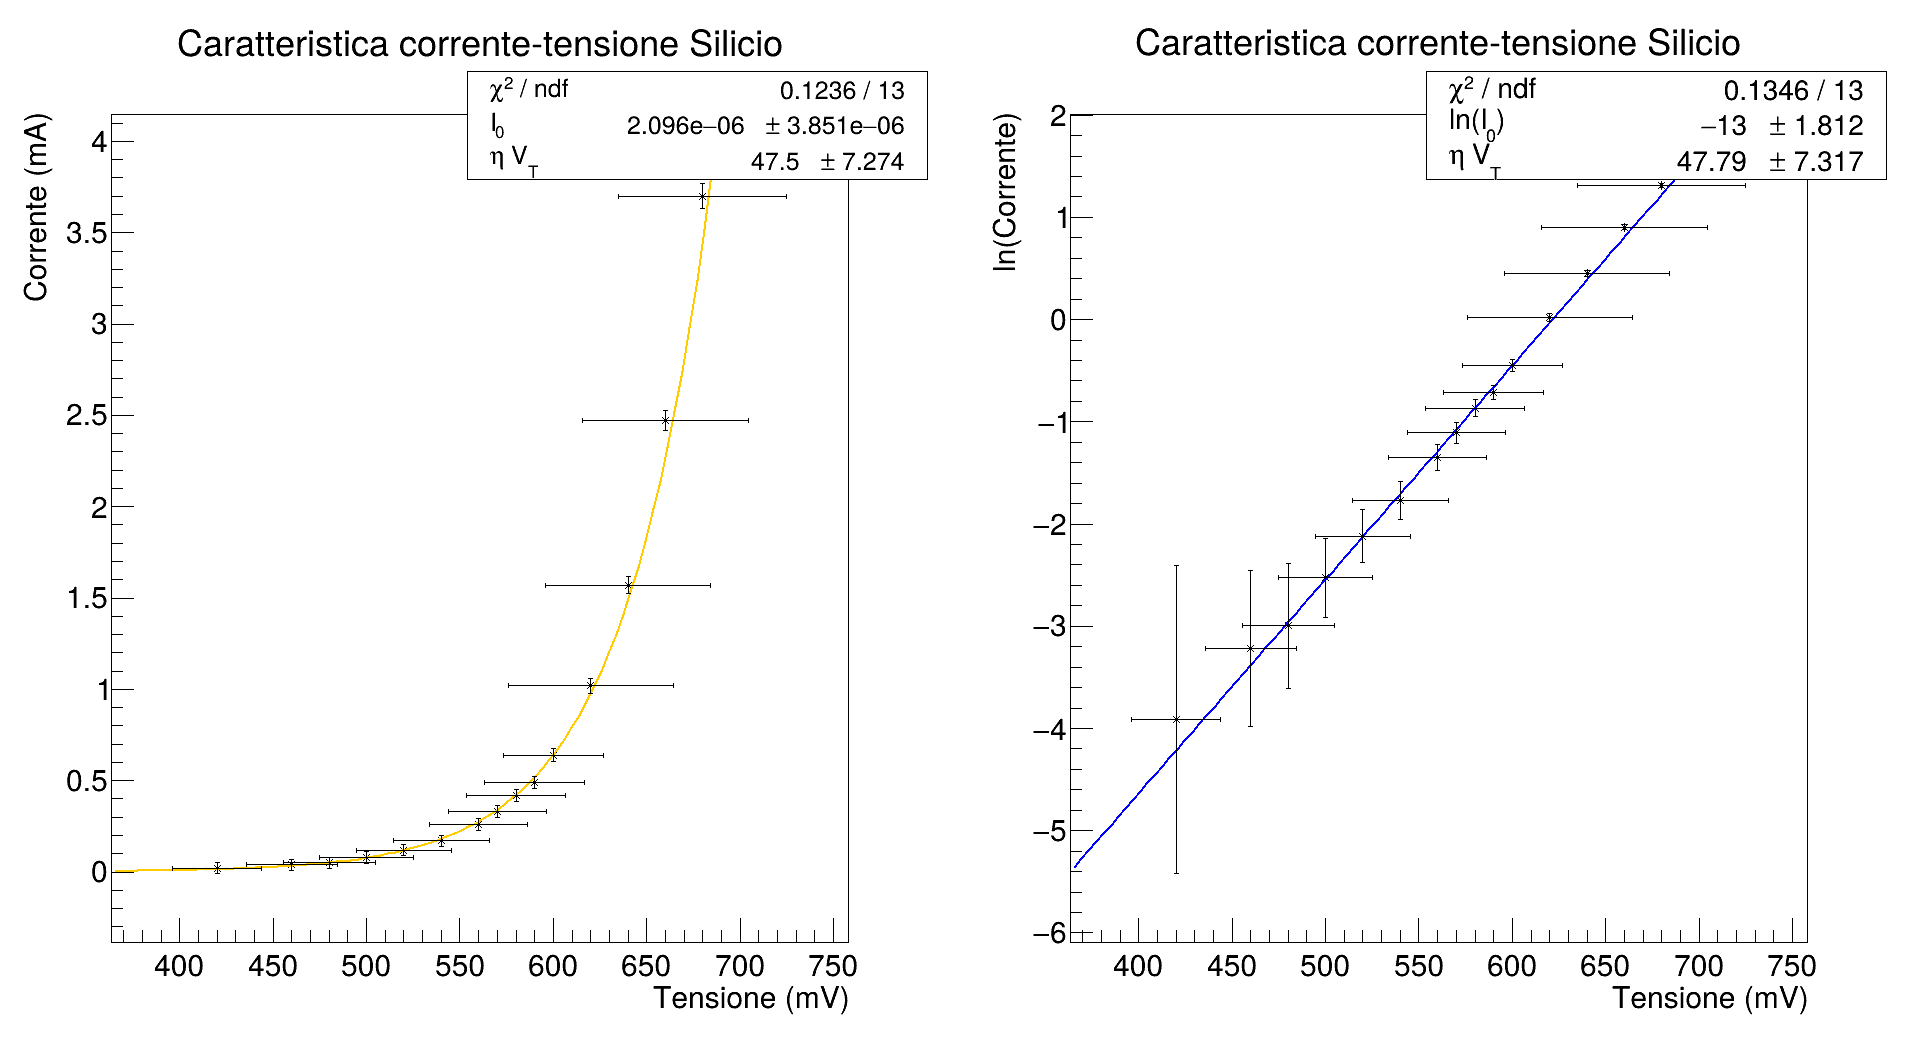 Caratteristica corrente-tensione Silicio
χ² / ndf 0.1236 / 13
I₀ 2.096e−06 ± 3.851e−06
η V_T 47.5 ± 7.274
Corrente (mA)
4
3.5
3
2.5
2
1.5
1
0.5
0
400 450 500 550 600 650 700 750
Tensione (mV)
Caratteristica corrente-tensione Silicio
χ² / ndf 0.1346 / 13
ln(I₀) −13 ± 1.812
η V_T 47.79 ± 7.317
ln(Corrente)
2
1
0
−1
−2
−3
−4
−5
−6
400 450 500 550 600 650 700 750
Tensione (mV)